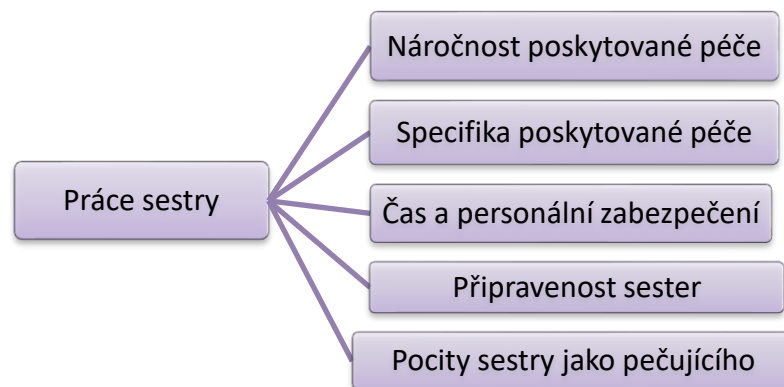 Náročnost poskytované péče
Specifika poskytované péče
Práce sestry
Čas a personální zabezpečení
Připravenost sester
Pocity sestry jako pečujícího